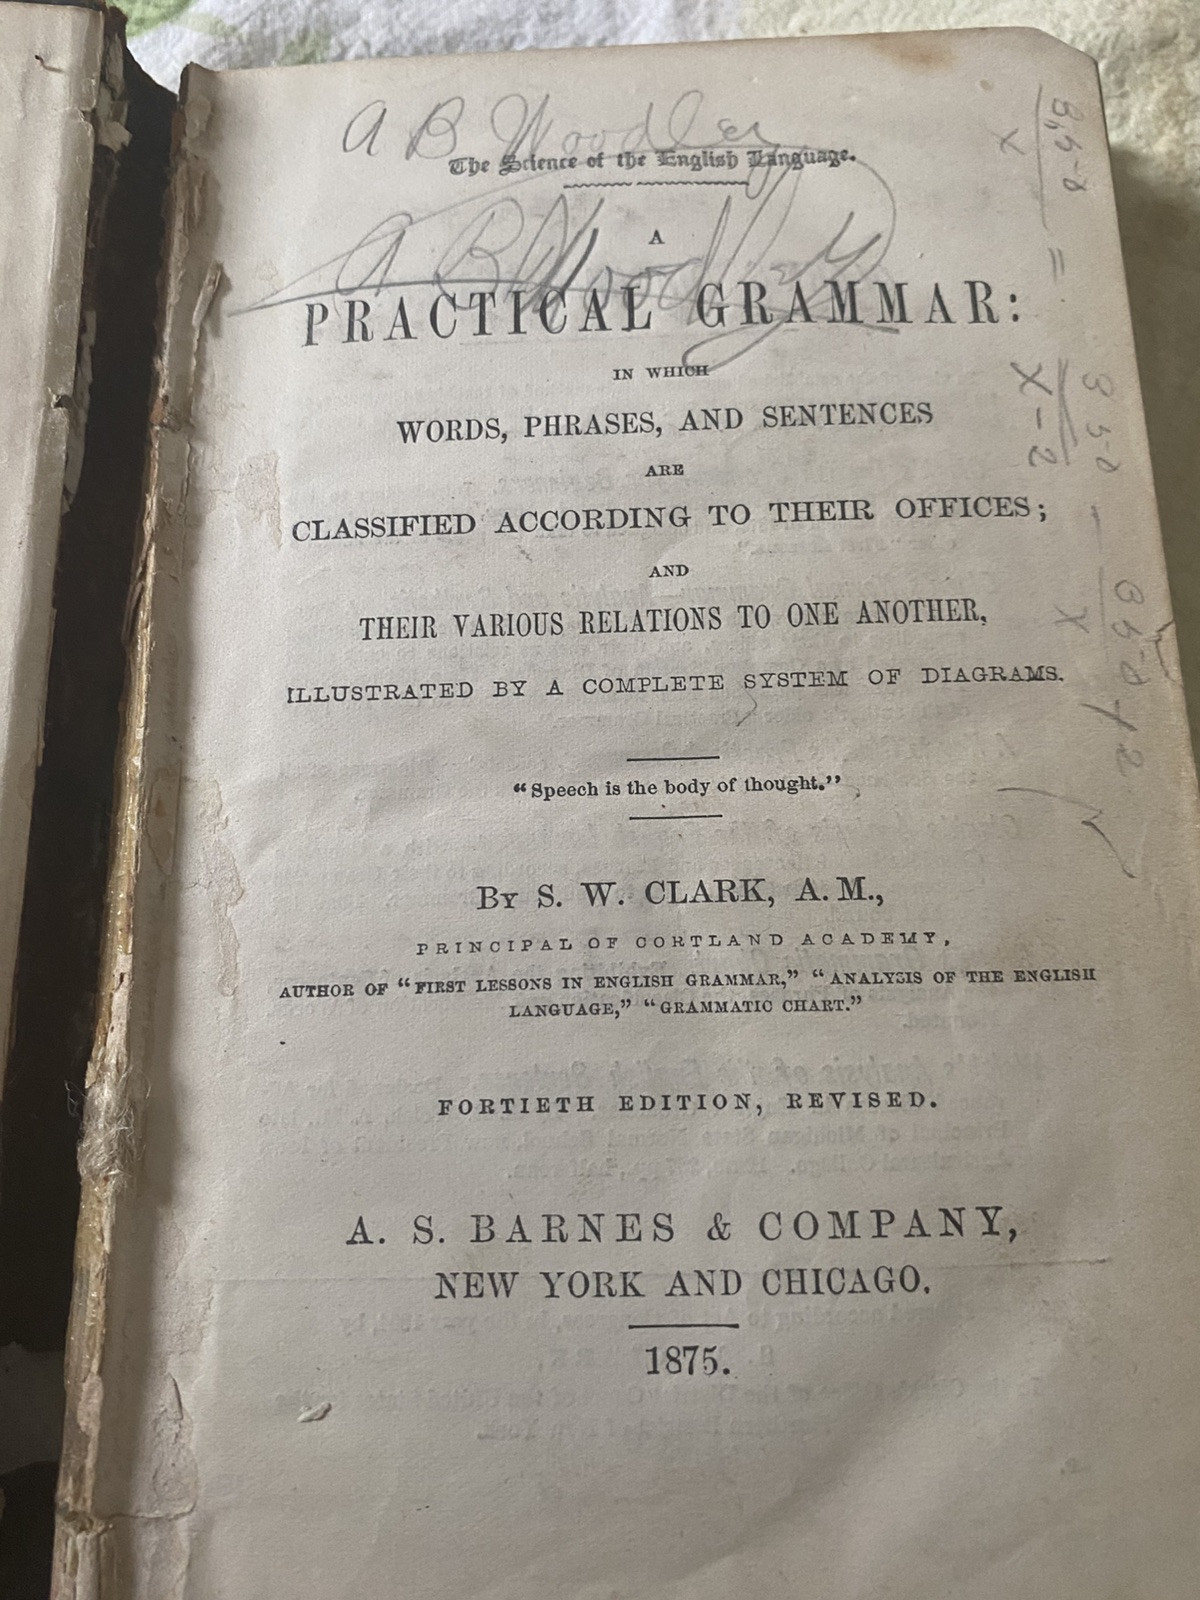 A B Woodley
The Science of the English Language.
A
A B Woodley
PRACTICAL GRAMMAR:
IN WHICH
WORDS, PHRASES, AND SENTENCES
ARE
CLASSIFIED ACCORDING TO THEIR OFFICES;
AND
THEIR VARIOUS RELATIONS TO ONE ANOTHER,
ILLUSTRATED BY A COMPLETE SYSTEM OF DIAGRAMS.
"Speech is the body of thought."
BY S. W. CLARK, A. M.,
PRINCIPAL OF CORTLAND ACADEMY,
AUTHOR OF "FIRST LESSONS IN ENGLISH GRAMMAR," "ANALYSIS OF THE ENGLISH
LANGUAGE," "GRAMMATIC CHART."
FORTIETH EDITION, REVISED.
A. S. BARNES & COMPANY,
NEW YORK AND CHICAGO.
1875.